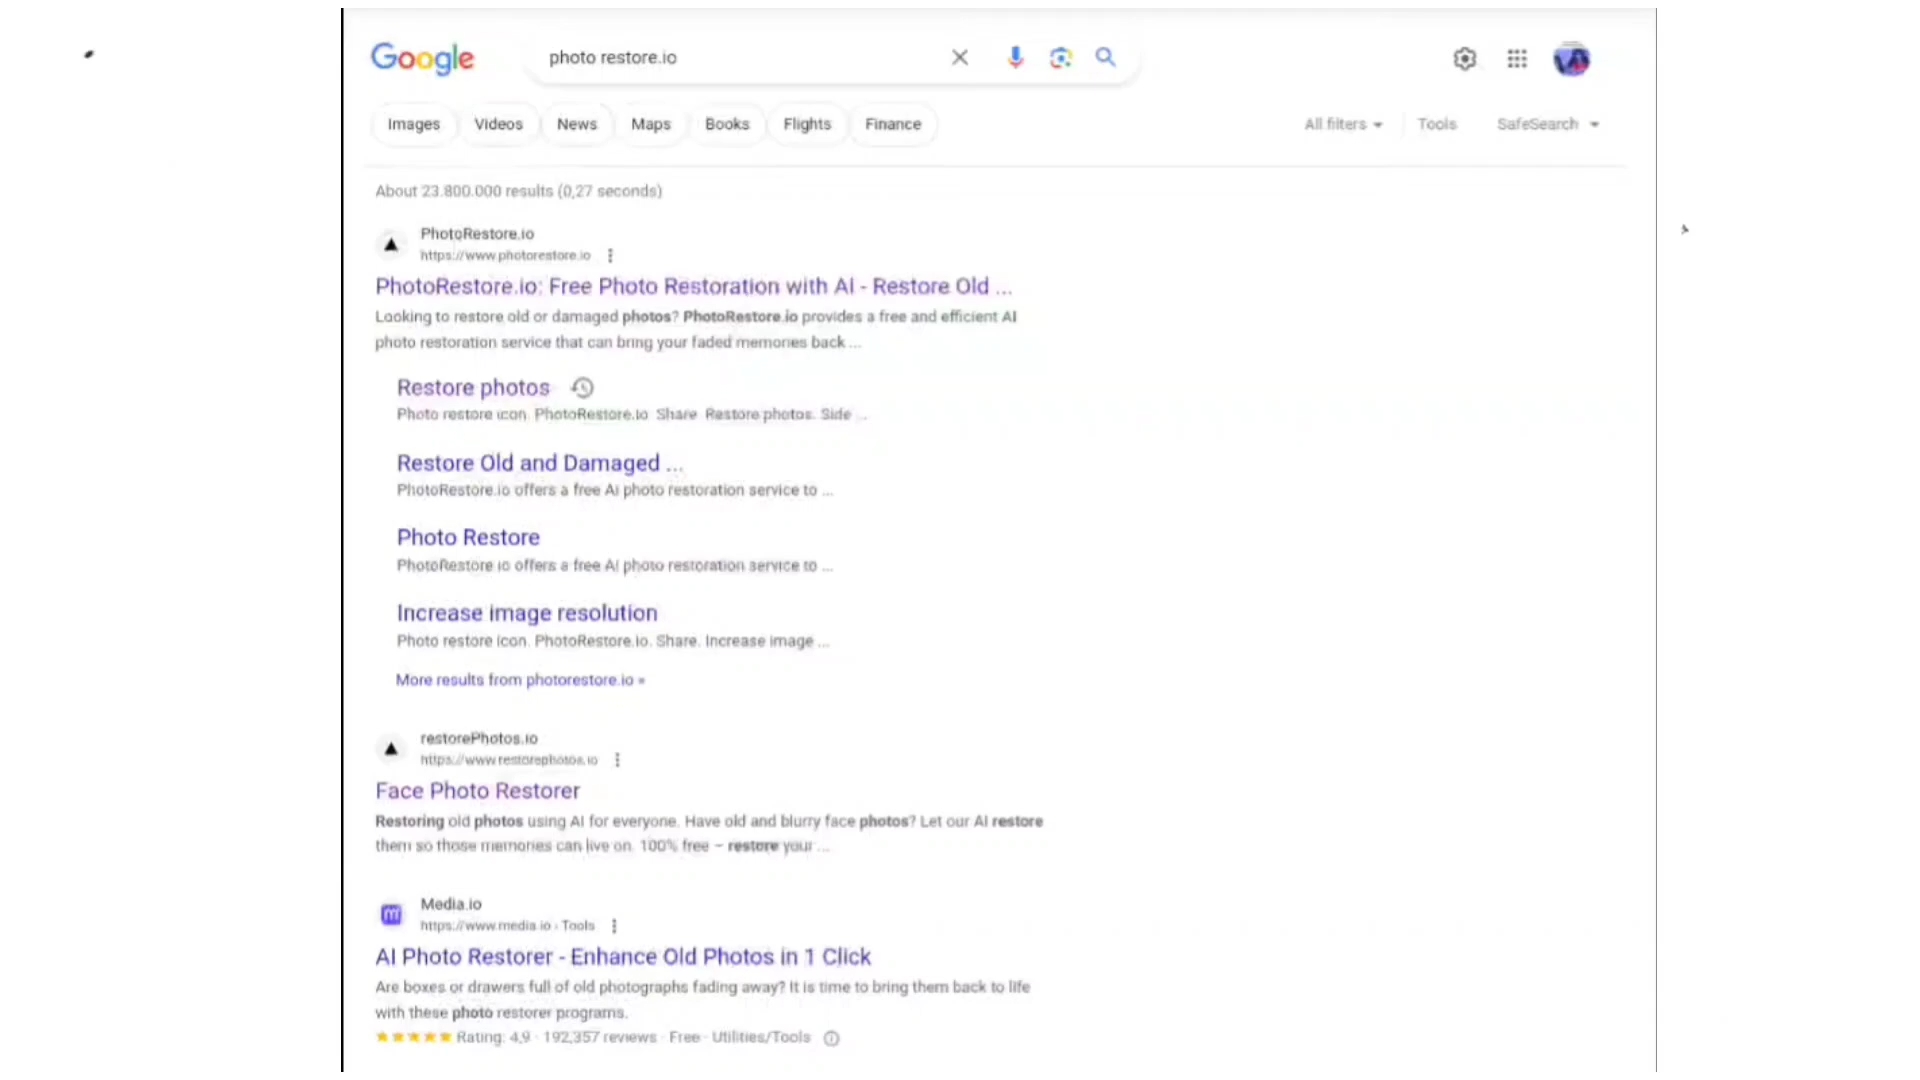 Google
photo restore.io
Images Videos News Maps Books Flights Finance
All filters Tools SafeSearch
About 23.800.000 results (0,27 seconds)
PhotoRestore.io
https://www.photorestore.io
PhotoRestore.io: Free Photo Restoration with AI - Restore Old ...
Looking to restore old or damaged photos? PhotoRestore.io provides a free and efficient AI
photo restoration service that can bring your faded memories back ...
Restore photos
Photo restore icon. PhotoRestore.io Share Restore photos. Side ...
Restore Old and Damaged ...
PhotoRestore.io offers a free AI photo restoration service to ...
Photo Restore
PhotoRestore.io offers a free AI photo restoration service to ...
Increase image resolution
Photo restore icon. PhotoRestore.io. Share. Increase image ...
More results from photorestore.io »
restorePhotos.io
https://www.restorephotos.io
Face Photo Restorer
Restoring old photos using AI for everyone. Have old and blurry face photos? Let our AI restore
them so those memories can live on. 100% free – restore your ...
m
Media.io
https://www.media.io › Tools
AI Photo Restorer - Enhance Old Photos in 1 Click
Are boxes or drawers full of old photographs fading away? It is time to bring them back to life
with these photo restorer programs.
Rating: 4,9 · 192,357 reviews · Free · Utilities/Tools